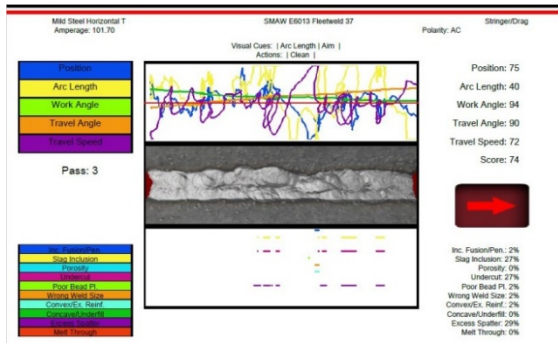 Mild Steel Horizontal T
Amperage: 101.70
SMAW E6013 Fleetweld 37
Stringer/Drag
Polarity: AC
Visual Cues: | Arc Length | Aim |
Actions: | Clean |
Position
Arc Length
Work Angle
Travel Angle
Travel Speed
Pass: 3
Position: 75
Arc Length: 40
Work Angle: 94
Travel Angle: 90
Travel Speed: 72
Score: 74
Inc. Fusion/Pen.
Slag Inclusion
Porosity
Undercut
Poor Bead Pl.
Wrong Weld Size
Convex/Ex. Reinf.
Concave/Underfill
Excess Spatter
Melt Through
Inc. Fusion/Pen.: 2%
Slag Inclusion: 27%
Porosity: 0%
Undercut: 27%
Poor Bead Pl.: 2%
Wrong Weld Size: 2%
Convex/Ex. Reinf.: 2%
Concave/Underfill: 0%
Excess Spatter: 29%
Melt Through: 0%